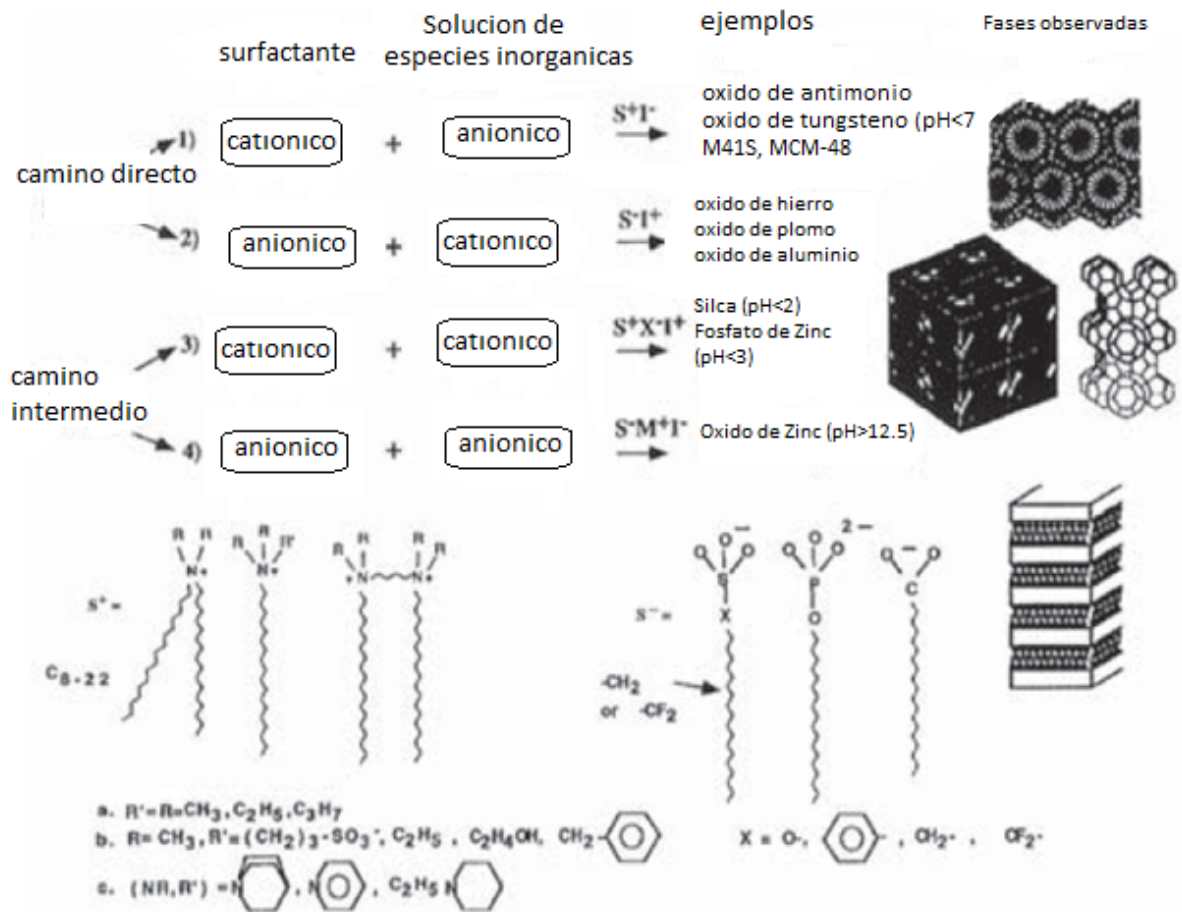 surfactante
Solucion de
especies inorganicas
ejemplos
Fases observadas
camino directo
1) catıonico + anionico S⁺I⁻
oxido de antimonio
oxido de tungsteno (pH<7
M41S, MCM-48
2) anionico + catıonico S⁻I⁺
oxido de hierro
oxido de plomo
oxido de aluminio
camino
intermedio
3) catıonico + catıonico S⁺X⁻I⁺
Silca (pH<2)
Fosfato de Zinc
(pH<3)
4) anionico + anionico S⁻M⁺I⁻
Oxido de Zinc (pH>12.5)
R R R R R' R R R R
N⁺ N⁺ ⁺N N⁺
S⁺ =
C₈₋₂₂
O O O −
S
X
O O O 2−
P
O
O − O
C
S⁻ =
-CH₂
or -CF₂
a. R'=R=CH₃, C₂H₅, C₃H₇
b. R= CH₃, R'=(CH₂)₃-SO₃⁻, C₂H₅ , C₂H₄OH, CH₂
X = O-, - , CH₂- , CF₂-
c. (NR, R') = N , N , C₂H₅ N